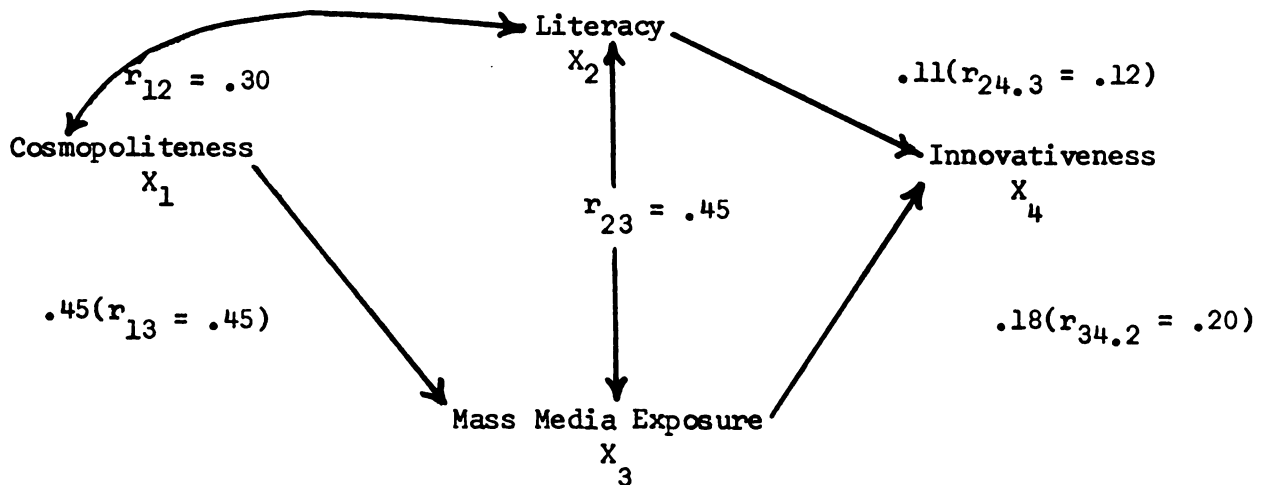 Literacy
X2
r12 = .30
.11(r24.3 = .12)
Cosmopoliteness
X1
Innovativeness
X4
r23 = .45
.45(r13 = .45)
.18(r34.2 = .20)
Mass Media Exposure
X3